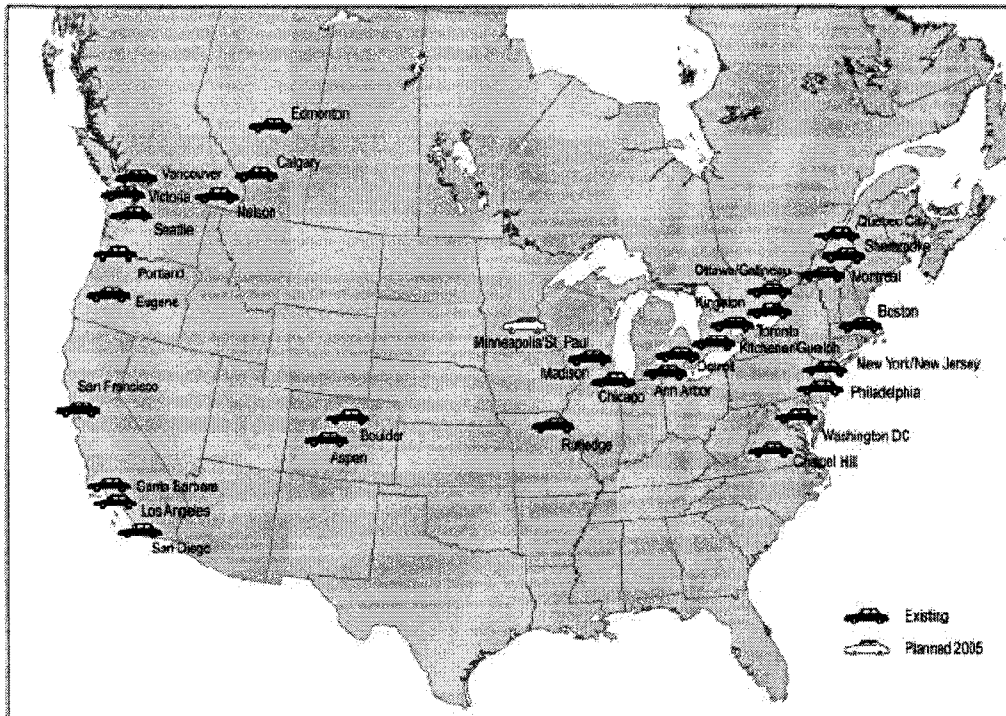 Edmonton
Calgary
Vancouver
Victoria
Nelson
Seattle
Portland
Eugene
Quebec City
Sherbrooke
Ottawa/Gatineau
Montreal
Kingston
Boston
Toronto
Minneapolis/St. Paul
Kitchener/Guelph
Detroit
New York/New Jersey
Madison
Ann Arbor
Chicago
Philadelphia
San Francisco
Boulder
Rutledge
Washington DC
Aspen
Chapel Hill
Santa Barbara
Los Angeles
San Diego
Existing
Planned 2005